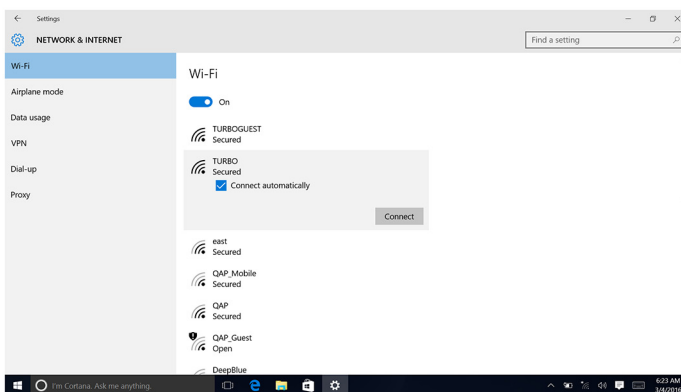 Settings
NETWORK & INTERNET
Find a setting
Wi-Fi
Airplane mode
Data usage
VPN
Dial-up
Proxy
Wi-Fi
On
TURBOGUEST
Secured
TURBO
Secured
Connect automatically
Connect
east
Secured
QAP_Mobile
Secured
QAP
Secured
QAP_Guest
Open
DeepBlue
I'm Cortana. Ask me anything.
6:23 AM
3/4/2016